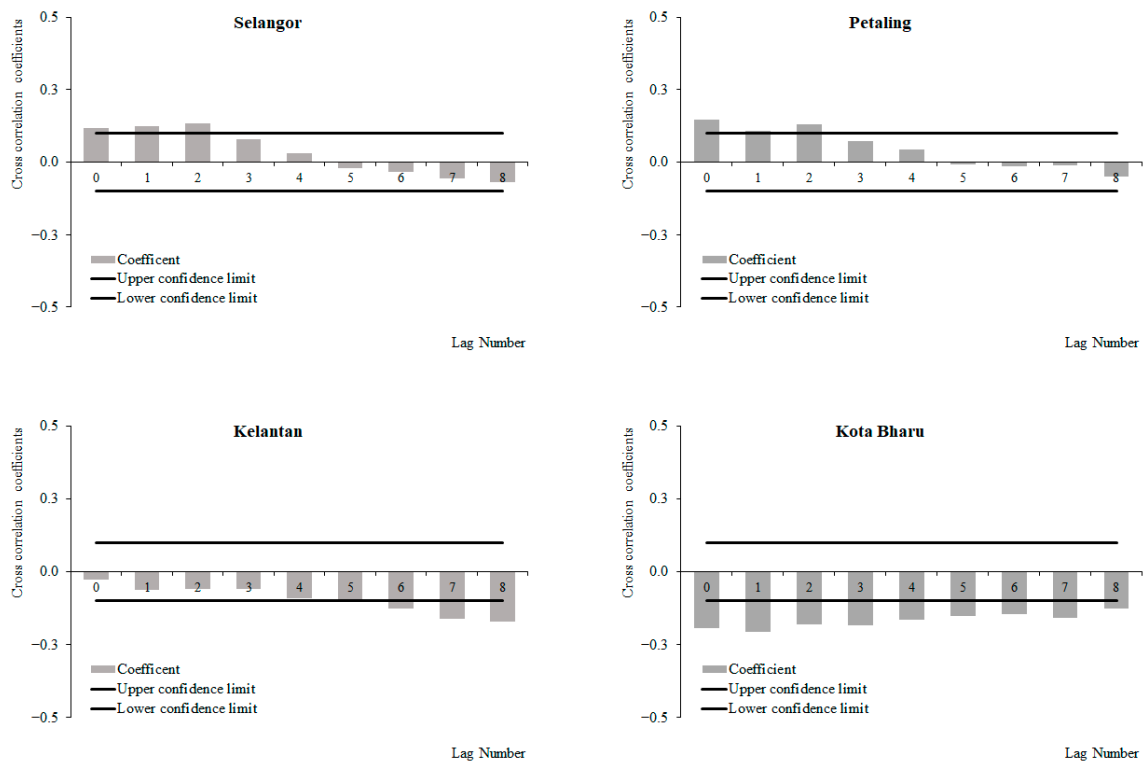 Selangor
Cross correlation coefficients
0.5
0.3
0.0
−0.3
−0.5
0 1 2 3 4 5 6 7 8
Coefficent
Upper confidence limit
Lower confidence limit
Lag Number
Petaling
Cross correlation coefficients
0.5
0.3
0.0
−0.3
−0.5
0 1 2 3 4 5 6 7 8
Coefficient
Upper confidence limit
Lower confidence limit
Lag Number
Kelantan
Cross correlation coefficients
0.5
0.3
0.0
−0.3
−0.5
0 1 2 3 4 5 6 7 8
Coefficent
Upper confidence limit
Lower confidence limit
Lag Number
Kota Bharu
Cross correlation coefficients
0.5
0.3
0.0
−0.3
−0.5
0 1 2 3 4 5 6 7 8
Coefficient
Upper confidence limit
Lower confidence limit
Lag Number